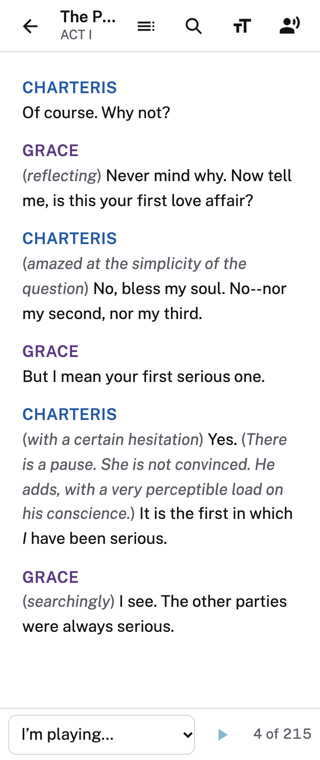 The P...
ACT I
CHARTERIS
Of course. Why not?
GRACE
(reflecting) Never mind why. Now tell
me, is this your first love affair?
CHARTERIS
(amazed at the simplicity of the
question) No, bless my soul. No--nor
my second, nor my third.
GRACE
But I mean your first serious one.
CHARTERIS
(with a certain hesitation) Yes. (There
is a pause. She is not convinced. He
adds, with a very perceptible load on
his conscience.) It is the first in which
I have been serious.
GRACE
(searchingly) I see. The other parties
were always serious.
I'm playing...
4 of 215